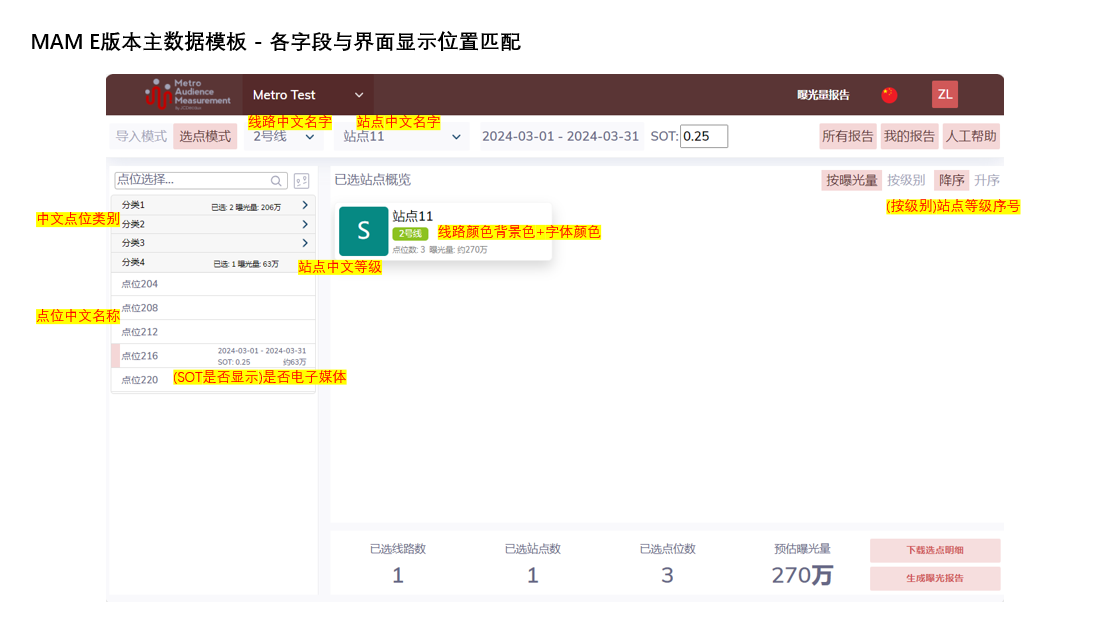 MAM E版本主数据模板 - 各字段与界面显示位置匹配
Metro
Audience
Measurement
Metro Test
曝光量报告
ZL
线路中文名字
站点中文名字
导入模式
选点模式
2号线
站点11
2024-03-01 - 2024-03-31
SOT:
0.25
所有报告
我的报告
人工帮助
点位选择...
已选站点概览
按曝光量
按级别
降序
升序
(按级别)站点等级序号
分类1
已选: 2 曝光量: 206万
中文点位类别
分类2
分类3
分类4
已选: 1 曝光量: 63万
S
站点11
2号线
线路颜色背景色+字体颜色
点位数: 3 曝光量: 约270万
站点中文等级
点位204
点位中文名称
点位208
点位212
点位216
2024-03-01 - 2024-03-31
SOT: 0.25
约63万
(SOT是否显示)是否电子媒体
点位220
已选线路数
已选站点数
已选点位数
预估曝光量
1
1
3
270万
下载选点明细
生成曝光报告